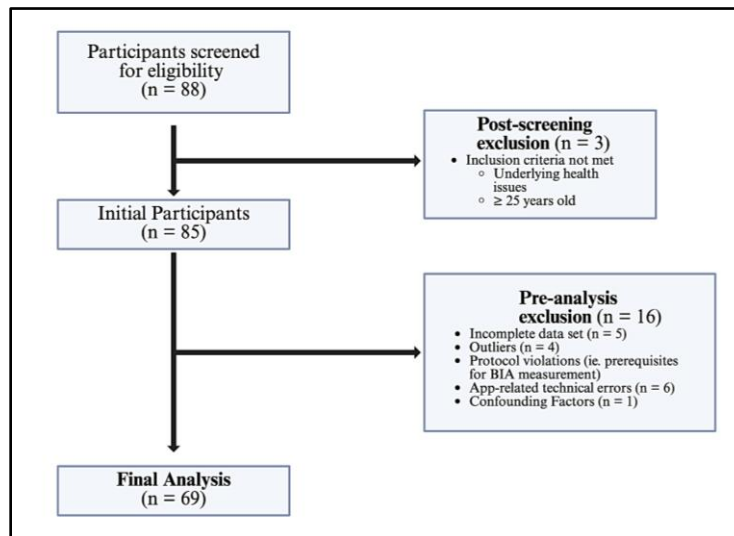 Participants screened
for eligibility
(n = 88)
Post-screening
exclusion (n = 3)
• Inclusion criteria not met
○ Underlying health
issues
○ ≥ 25 years old
Initial Participants
(n = 85)
Pre-analysis
exclusion (n = 16)
• Incomplete data set (n = 5)
• Outliers (n = 4)
• Protocol violations (ie. prerequisites
for BIA measurement)
• App-related technical errors (n = 6)
• Confounding Factors (n = 1)
Final Analysis
(n = 69)